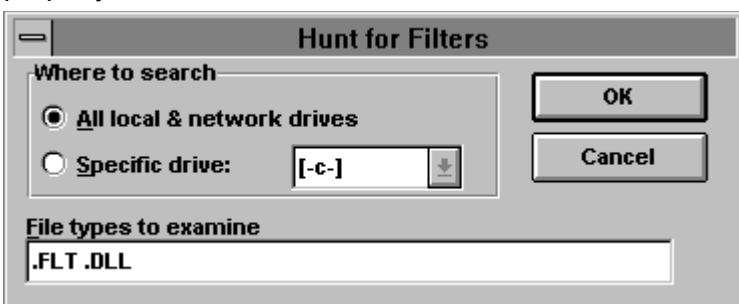 Hunt for Filters
Where to search
All local & network drives
Specific drive: [-c-]
OK
Cancel
File types to examine
.FLT .DLL